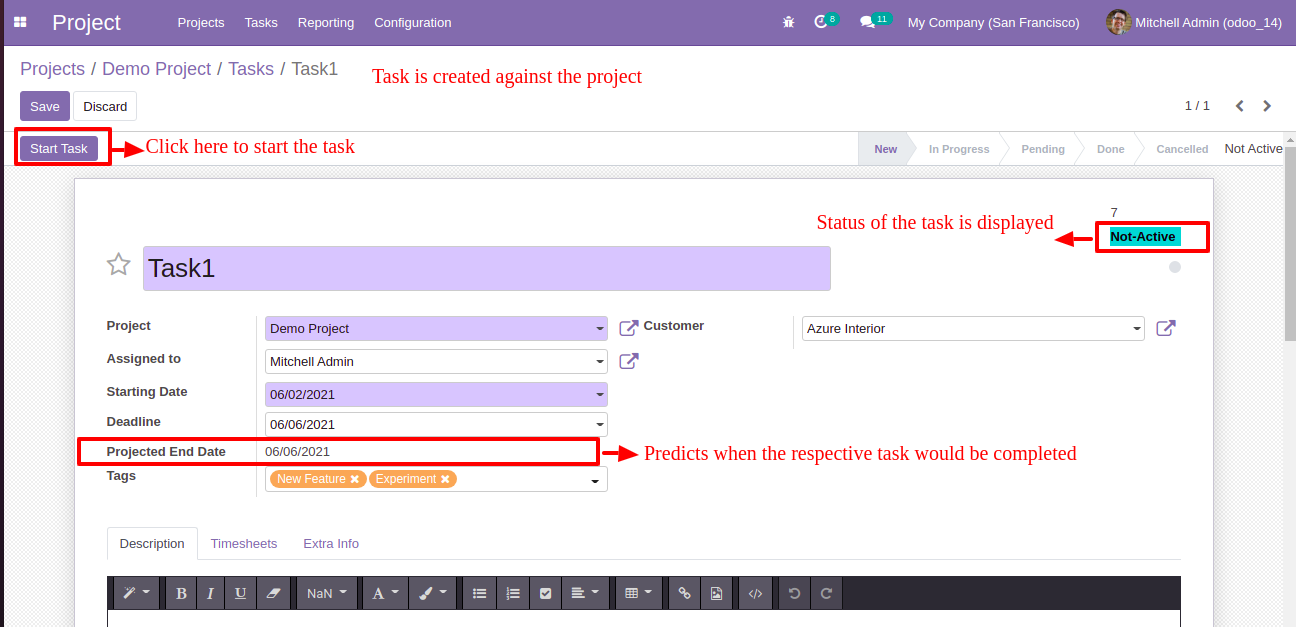 Project Projects Tasks Reporting Configuration 8 11 My Company (San Francisco) Mitchell Admin (odoo_14)
Projects / Demo Project / Tasks / Task1
Task is created against the project
Save Discard 1 / 1
Start Task Click here to start the task New In Progress Pending Done Cancelled Not Active
7
Status of the task is displayed
Not-Active
Task1
Project Demo Project Customer Azure Interior
Assigned to Mitchell Admin
Starting Date 06/02/2021
Deadline 06/06/2021
Projected End Date 06/06/2021 Predicts when the respective task would be completed
Tags New Feature Experiment
Description Timesheets Extra Info
B I U NaN A </>